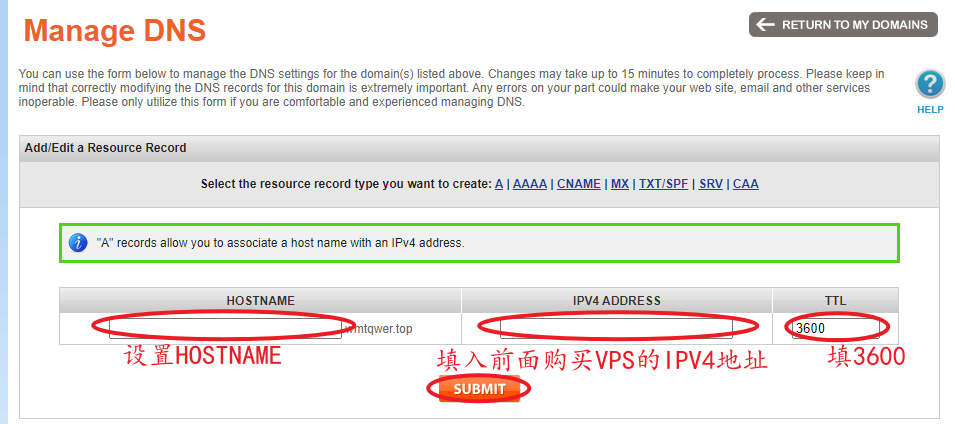 Manage DNS
RETURN TO MY DOMAINS
You can use the form below to manage the DNS settings for the domain(s) listed above. Changes may take up to 15 minutes to completely process. Please keep in
mind that correctly modifying the DNS records for this domain is extremely important. Any errors on your part could make your web site, email and other services
inoperable. Please only utilize this form if you are comfortable and experienced managing DNS.
HELP
Add/Edit a Resource Record
Select the resource record type you want to create: A | AAAA | CNAME | MX | TXT/SPF | SRV | CAA
"A" records allow you to associate a host name with an IPv4 address.
HOSTNAME IPV4 ADDRESS TTL
.wmtqwer.top 3600
设置HOSTNAME 填入前面购买VPS的IPV4地址 填3600
SUBMIT